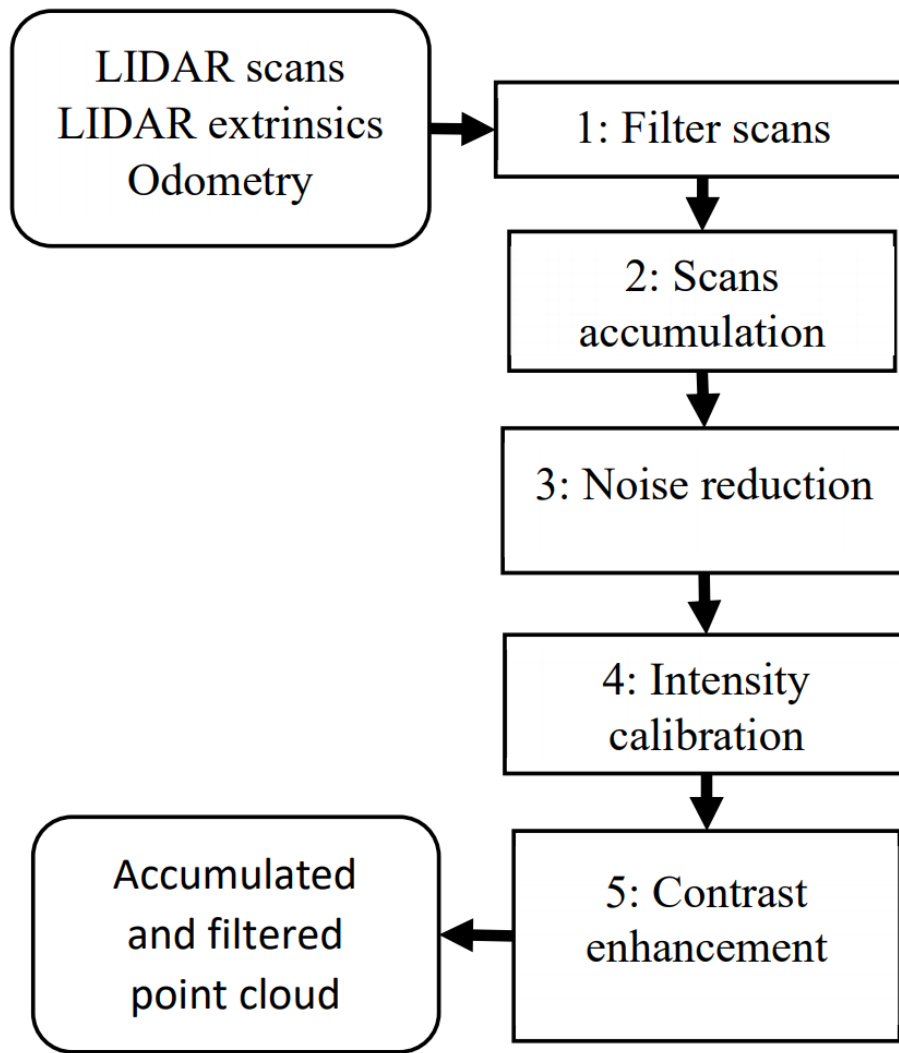 LIDAR scans
LIDAR extrinsics
Odometry
1: Filter scans
2: Scans
accumulation
3: Noise reduction
4: Intensity
calibration
5: Contrast
enhancement
Accumulated
and filtered
point cloud